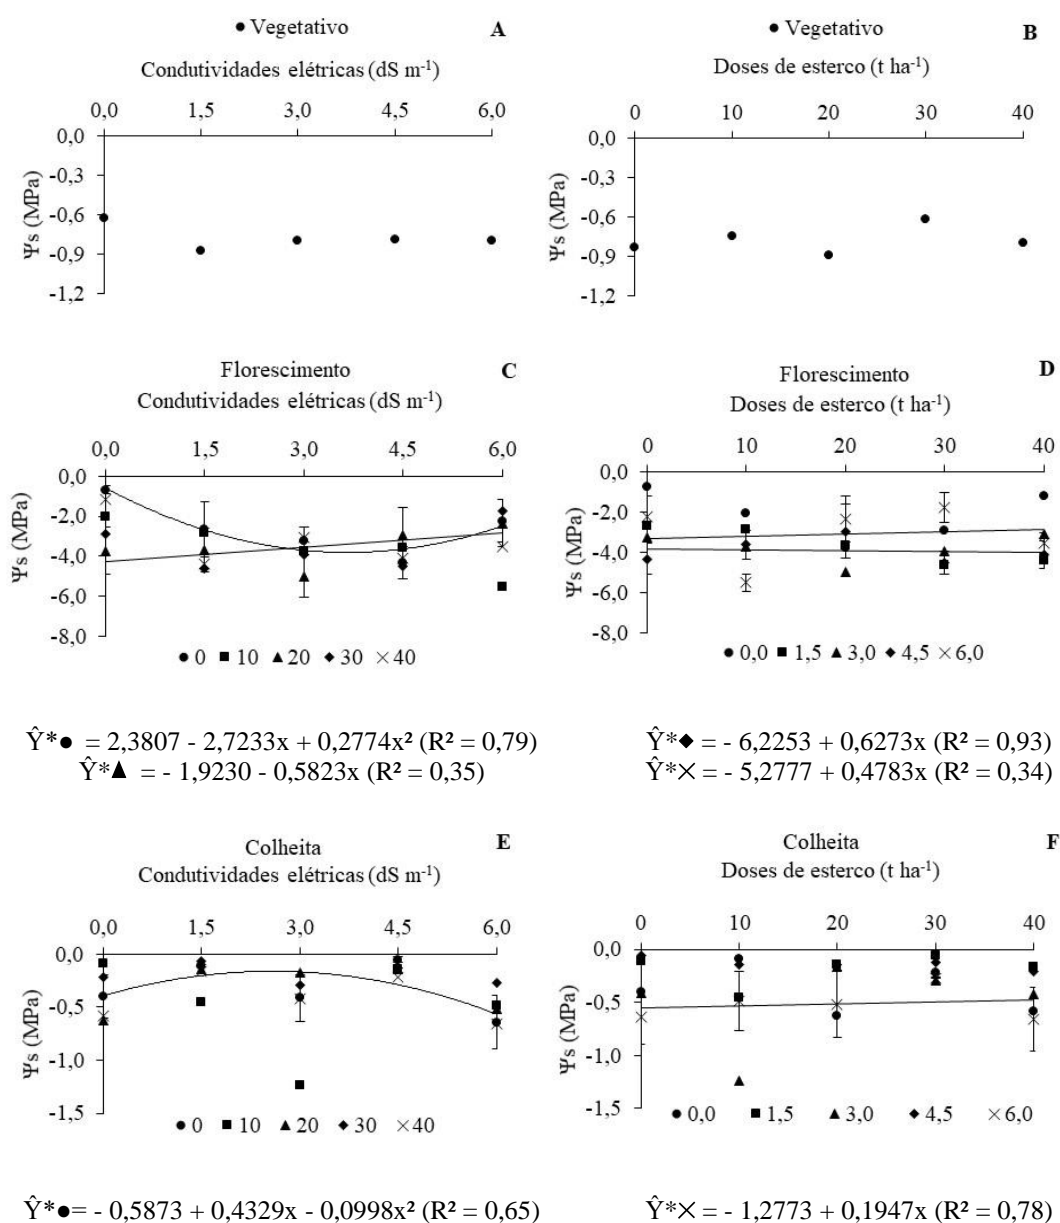 ● Vegetativo A
Condutividades elétricas (dS m⁻¹)
0,0 1,5 3,0 4,5 6,0
0,0
-0,3
-0,6
-0,9
-1,2
Ψs (MPa)
● Vegetativo B
Doses de esterco (t ha⁻¹)
0 10 20 30 40
0,0
-0,3
-0,6
-0,9
-1,2
Ψs (MPa)
Florescimento C
Condutividades elétricas (dS m⁻¹)
0,0 1,5 3,0 4,5 6,0
0,0
-2,0
-4,0
-6,0
-8,0
Ψs (MPa)
● 0 ■ 10 ▲ 20 ◆ 30 ×40
Florescimento D
Doses de esterco (t ha⁻¹)
0 10 20 30 40
0,0
-2,0
-4,0
-6,0
-8,0
Ψs (MPa)
● 0,0 ■ 1,5 ▲ 3,0 ◆ 4,5 × 6,0
Ŷ*● = 2,3807 - 2,7233x + 0,2774x² (R² = 0,79)
Ŷ*▲ = - 1,9230 - 0,5823x (R² = 0,35)
Ŷ*◆ = - 6,2253 + 0,6273x (R² = 0,93)
Ŷ*× = - 5,2777 + 0,4783x (R² = 0,34)
Colheita E
Condutividades elétricas (dS m⁻¹)
0,0 1,5 3,0 4,5 6,0
0,0
-0,5
-1,0
-1,5
Ψs (MPa)
● 0 ■ 10 ▲ 20 ◆ 30 ×40
Colheita F
Doses de esterco (t ha⁻¹)
0 10 20 30 40
0,0
-0,5
-1,0
-1,5
Ψs (MPa)
● 0,0 ■ 1,5 ▲ 3,0 ◆ 4,5 × 6,0
Ŷ*●= - 0,5873 + 0,4329x - 0,0998x² (R² = 0,65)
Ŷ*× = - 1,2773 + 0,1947x (R² = 0,78)